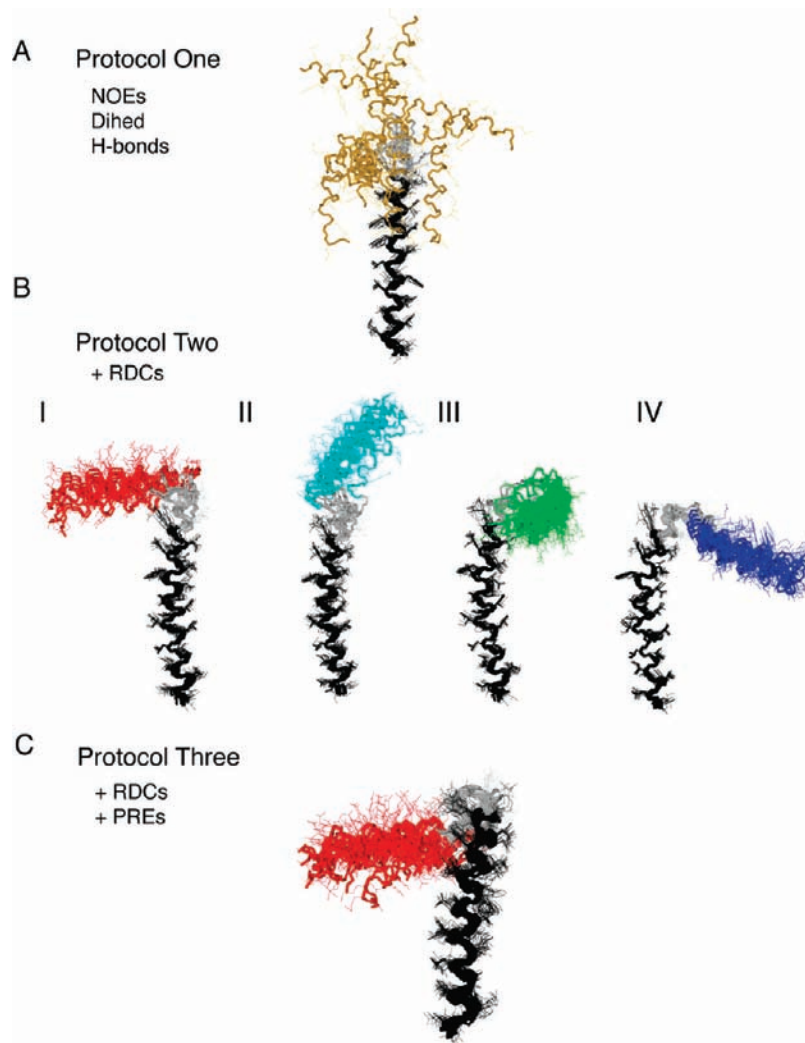 A
Protocol One
NOEs
Dihed
H-bonds
B
Protocol Two
+ RDCs
I II III IV
C
Protocol Three
+ RDCs
+ PREs